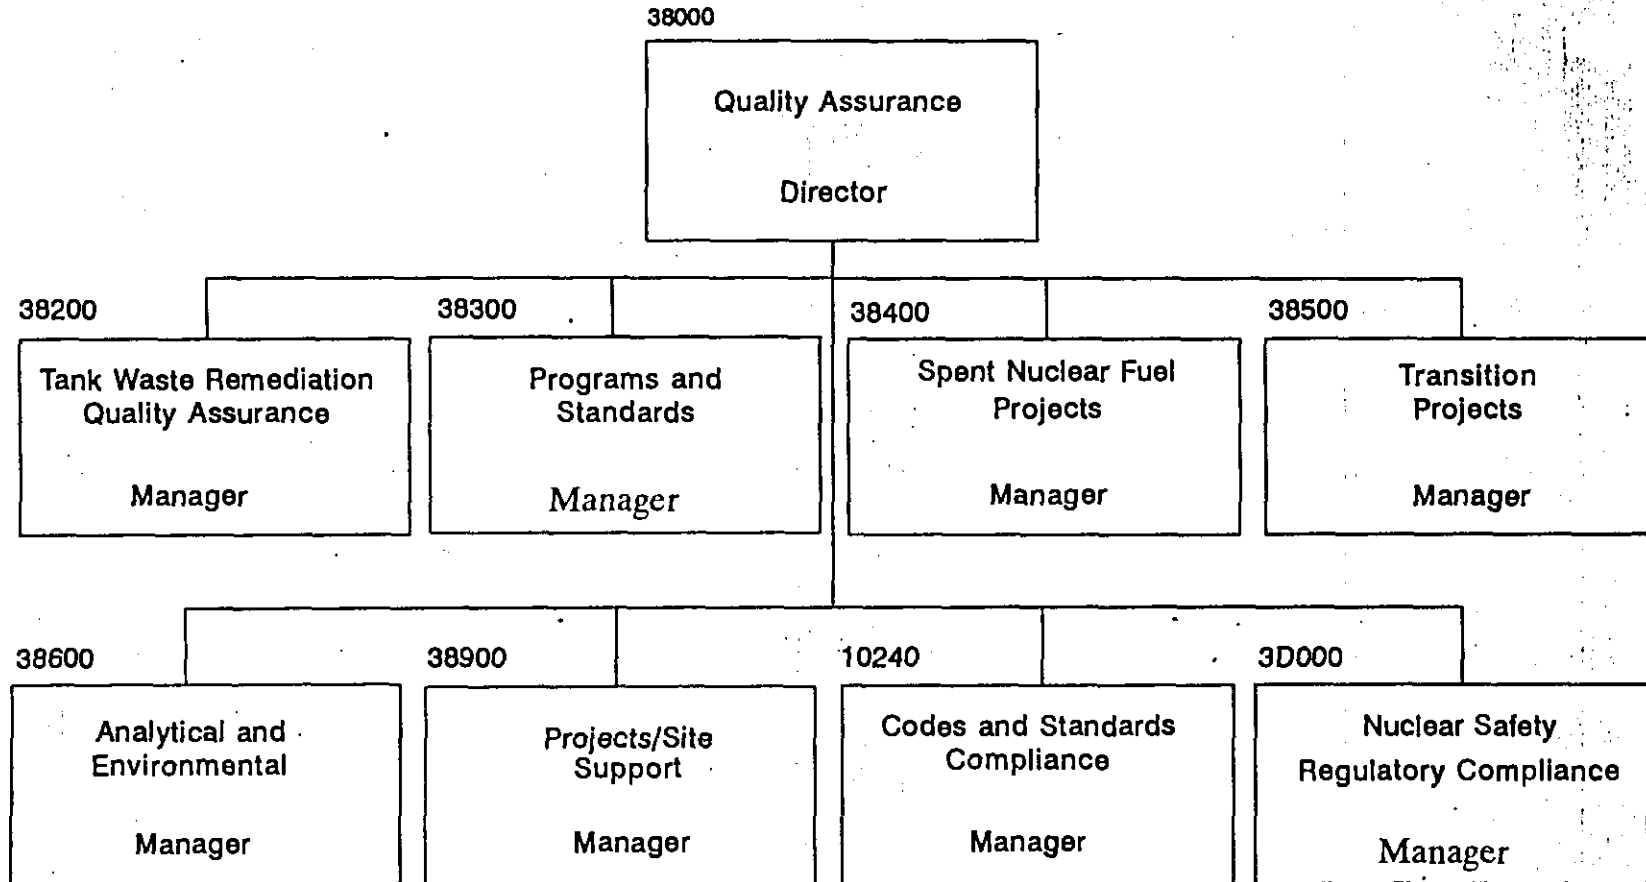 38000
Quality Assurance
Director
38200
Tank Waste Remediation
Quality Assurance
Manager
38300
Programs and
Standards
Manager
38400
Spent Nuclear Fuel
Projects
Manager
38500
Transition
Projects
Manager
38600
Analytical and
Environmental
Manager
38900
Projects/Site
Support
Manager
10240
Codes and Standards
Compliance
Manager
3D000
Nuclear Safety
Regulatory Compliance
Manager